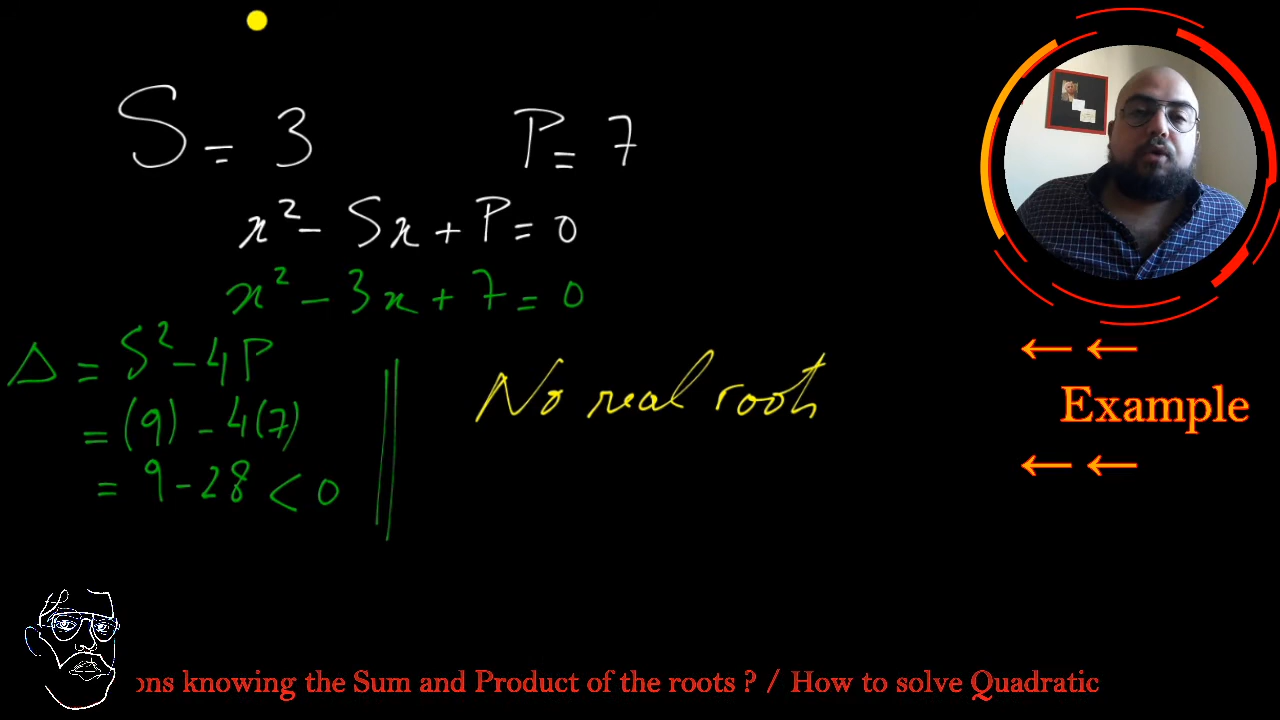 S = 3 P = 7
x² - Sx + P = 0
x² - 3x + 7 = 0
Δ = S² - 4P
= (9) - 4(7)
= 9 - 28 < 0
No real roots
← ←
Example
← ←
ons knowing the Sum and Product of the roots ? / How to solve Quadratic